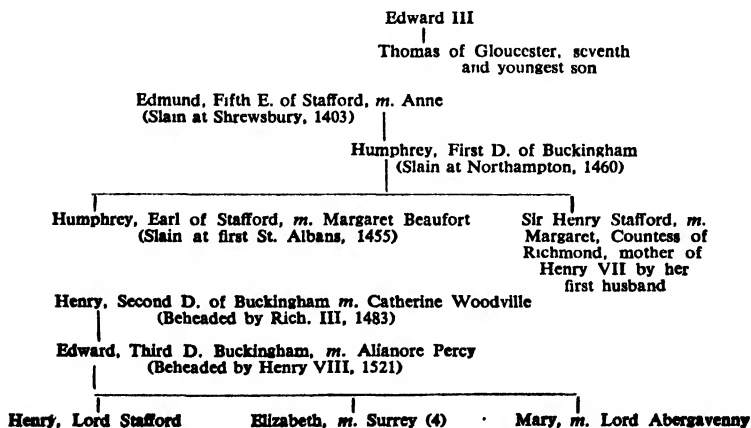 Edward III
Thomas of Gloucester, seventh
and youngest son
Edmund, Fifth E. of Stafford, m. Anne
(Slain at Shrewsbury, 1403)
Humphrey, First D. of Buckingham
(Slain at Northampton, 1460)
Humphrey, Earl of Stafford, m. Margaret Beaufort
(Slain at first St. Albans, 1455)
Sir Henry Stafford, m.
Margaret, Countess of
Richmond, mother of
Henry VII by her
first husband
Henry, Second D. of Buckingham m. Catherine Woodville
(Beheaded by Rich. III, 1483)
Edward, Third D. Buckingham, m. Alianore Percy
(Beheaded by Henry VIII, 1521)
Henry, Lord Stafford Elizabeth, m. Surrey (4) · Mary, m. Lord Abergavenny